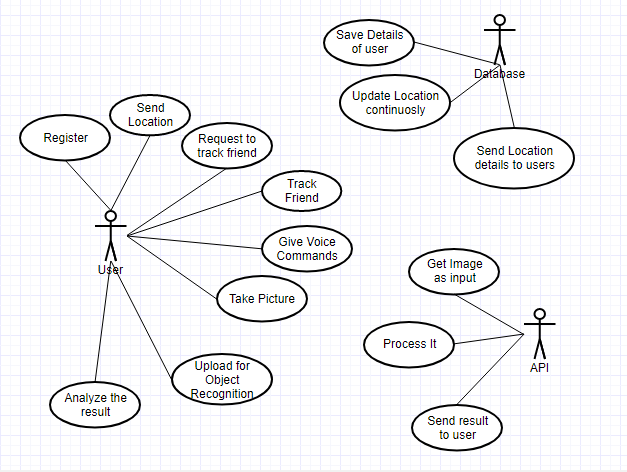 Save Details
of user
Database
Update Location
continuosly
Send Location
details to users
Register
Send
Location
Request to
track friend
Track
Friend
Give Voice
Commands
User
Take Picture
Upload for
Object
Recognition
Analyze the
result
Get Image
as input
Process It
API
Send result
to user